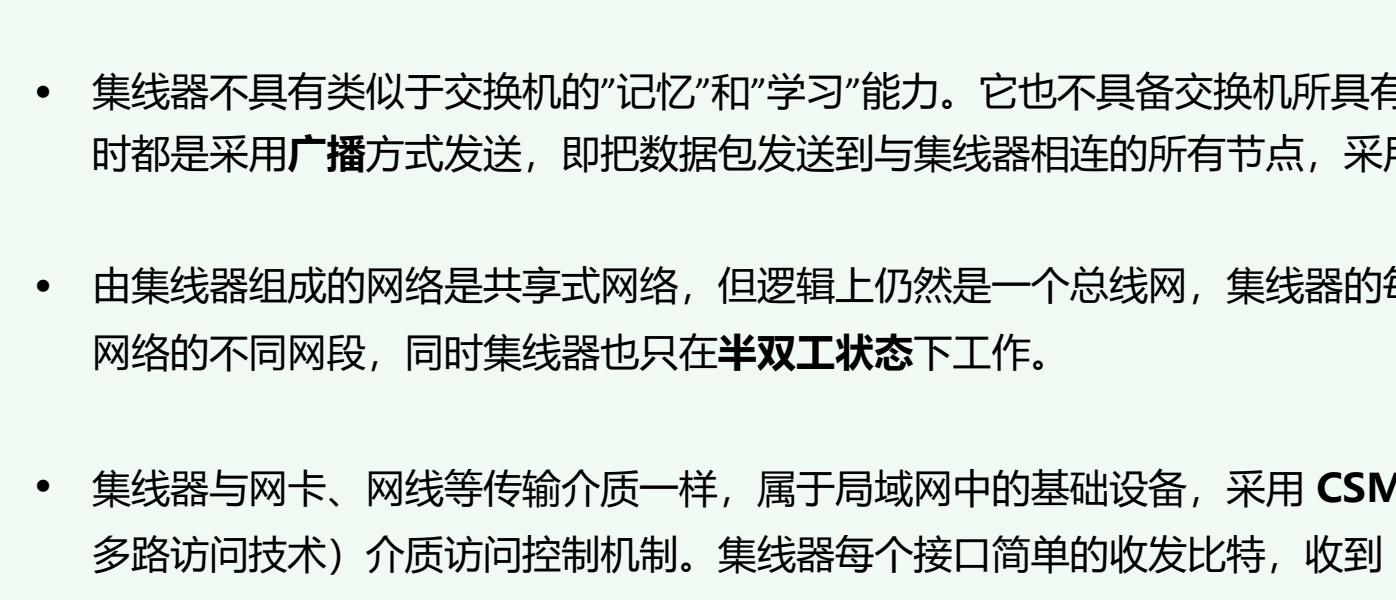 • 集线器不具有类似于交换机的”记忆”和”学习”能力。它也不具备交换机所具有
时都是采用广播方式发送，即把数据包发送到与集线器相连的所有节点，采用
• 由集线器组成的网络是共享式网络，但逻辑上仍然是一个总线网，集线器的每
网络的不同网段，同时集线器也只在半双工状态下工作。
• 集线器与网卡、网线等传输介质一样，属于局域网中的基础设备，采用 CSM
多路访问技术）介质访问控制机制。集线器每个接口简单的收发比特，收到